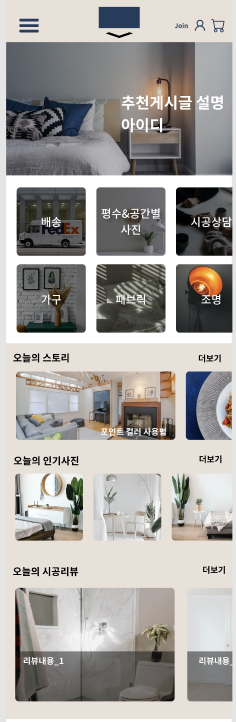 Join
추천게시글 설명
아이디
배송
평수&공간별
사진
시공상담
FedEx
가구
패브릭
조명
오늘의 스토리
더보기
포인트 컬러 사용법
오늘의 인기사진
더보기
오늘의 시공리뷰
더보기
리뷰내용_1
리뷰내용_